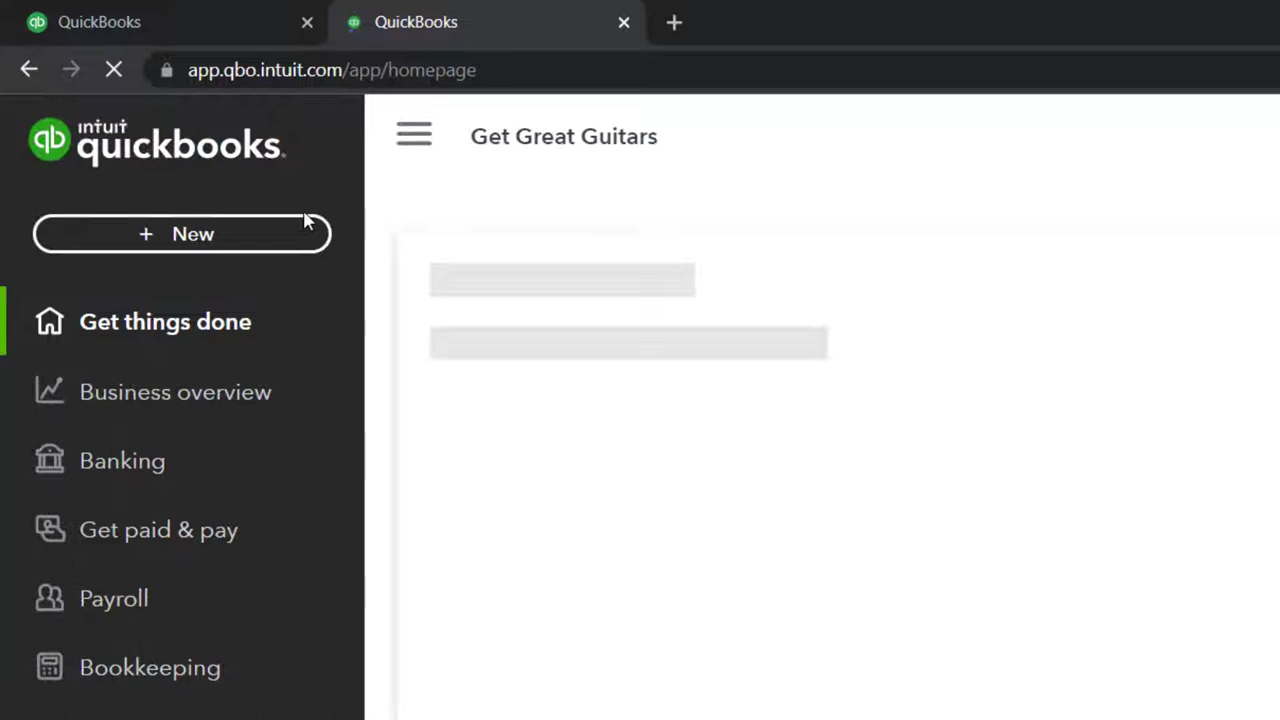 QuickBooks
QuickBooks
app.qbo.intuit.com/app/homepage
qb intuit quickbooks.
Get Great Guitars
+ New
Get things done
Business overview
Banking
Get paid & pay
Payroll
Bookkeeping